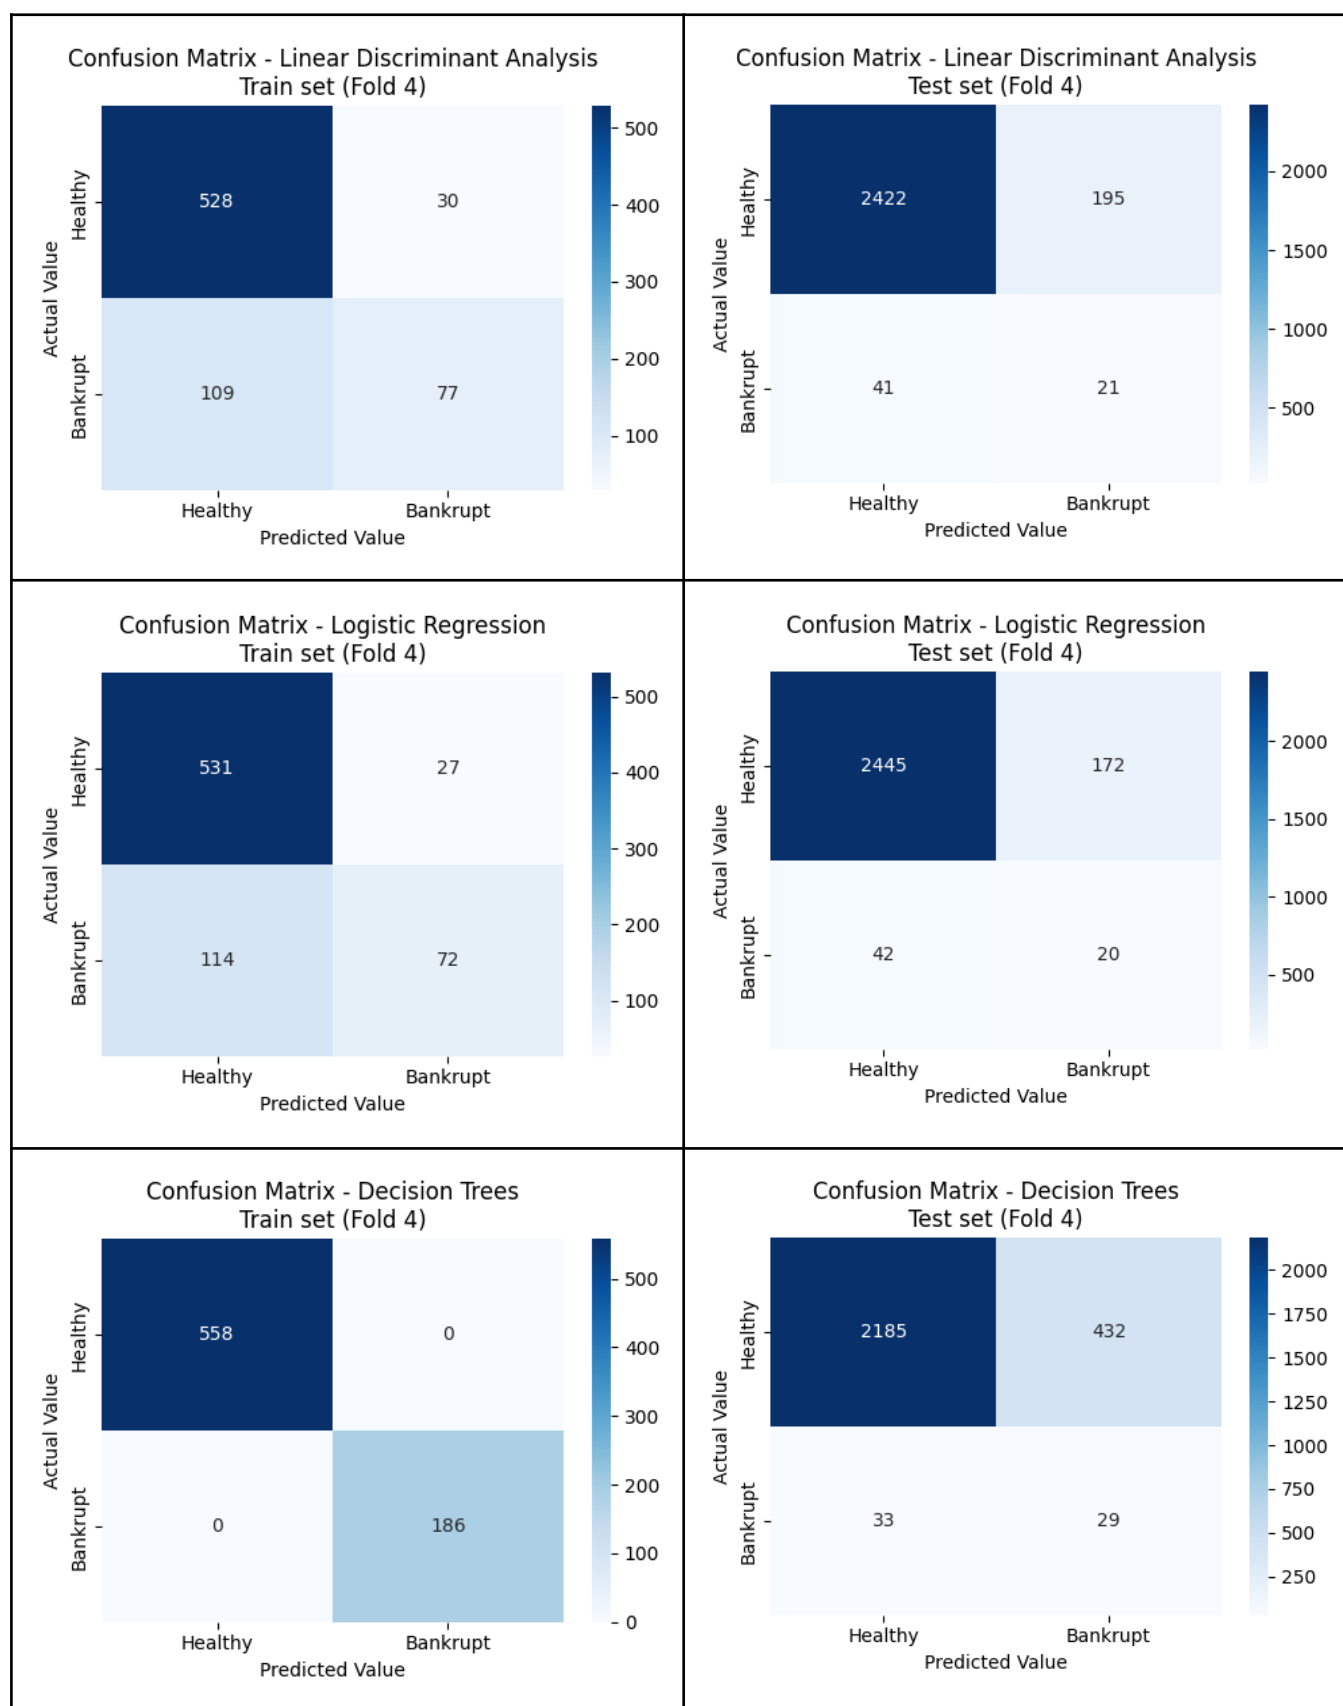 Confusion Matrix - Linear Discriminant Analysis
Train set (Fold 4)
528 30
109 77
Healthy
Bankrupt
Actual Value
Healthy Bankrupt
Predicted Value
500
400
300
200
100
Confusion Matrix - Linear Discriminant Analysis
Test set (Fold 4)
2422 195
41 21
Healthy
Bankrupt
Actual Value
Healthy Bankrupt
Predicted Value
2000
1500
1000
500
Confusion Matrix - Logistic Regression
Train set (Fold 4)
531 27
114 72
Healthy
Bankrupt
Actual Value
Healthy Bankrupt
Predicted Value
500
400
300
200
100
Confusion Matrix - Logistic Regression
Test set (Fold 4)
2445 172
42 20
Healthy
Bankrupt
Actual Value
Healthy Bankrupt
Predicted Value
2000
1500
1000
500
Confusion Matrix - Decision Trees
Train set (Fold 4)
558 0
0 186
Healthy
Bankrupt
Actual Value
Healthy Bankrupt
Predicted Value
500
400
300
200
100
0
Confusion Matrix - Decision Trees
Test set (Fold 4)
2185 432
33 29
Healthy
Bankrupt
Actual Value
Healthy Bankrupt
Predicted Value
2000
1750
1500
1250
1000
750
500
250